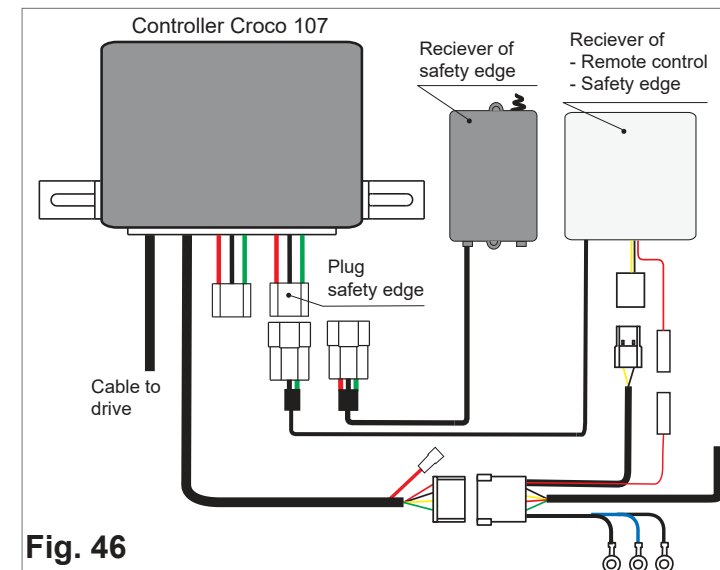 Controller Croco 107
Reciever of
safety edge
Reciever of
- Remote control
- Safety edge
Plug
safety edge
Cable to
drive
Fig. 46